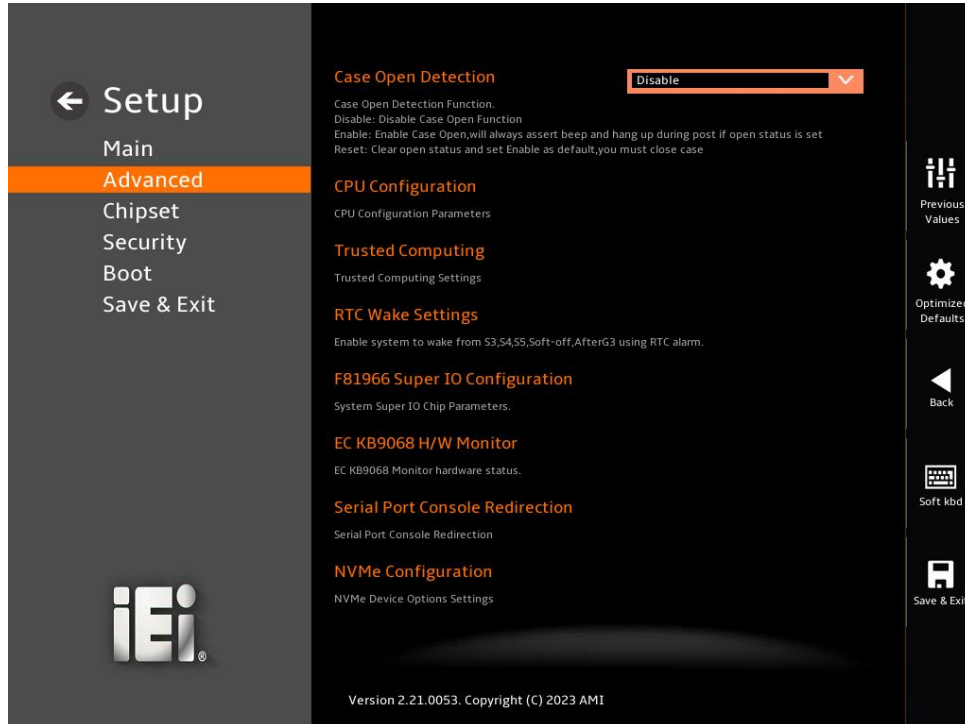 Setup
Main
Advanced
Chipset
Security
Boot
Save & Exit
iEi®
Case Open Detection
Disable
Case Open Detection Function.
Disable: Disable Case Open Function
Enable: Enable Case Open,will always assert beep and hang up during post if open status is set
Reset: Clear open status and set Enable as default,you must close case
CPU Configuration
CPU Configuration Parameters
Trusted Computing
Trusted Computing Settings
RTC Wake Settings
Enable system to wake from S3,S4,S5,Soft-off,AfterG3 using RTC alarm.
F81966 Super IO Configuration
System Super IO Chip Parameters.
EC KB9068 H/W Monitor
EC KB9068 Monitor hardware status.
Serial Port Console Redirection
Serial Port Console Redirection
NVMe Configuration
NVMe Device Options Settings
Version 2.21.0053. Copyright (C) 2023 AMI
Previous
Values
Optimized
Defaults
Back
Soft kbd
Save & Exit